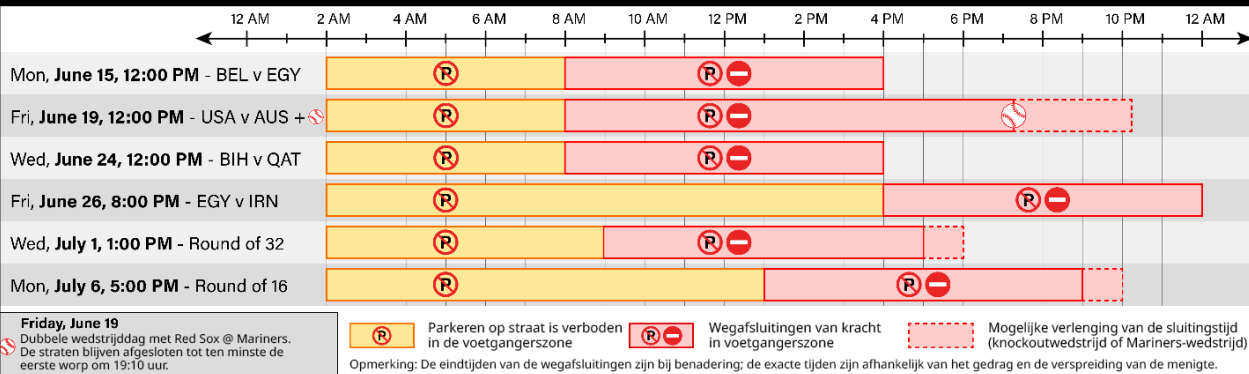 12 AM 2 AM 4 AM 6 AM 8 AM 10 AM 12 PM 2 PM 4 PM 6 PM 8 PM 10 PM 12 AM
Mon, June 15, 12:00 PM - BEL v EGY
Fri, June 19, 12:00 PM - USA v AUS +
Wed, June 24, 12:00 PM - BIH v QAT
Fri, June 26, 8:00 PM - EGY v IRN
Wed, July 1, 1:00 PM - Round of 32
Mon, July 6, 5:00 PM - Round of 16
Friday, June 19
Dubbele wedstrijddag met Red Sox @ Mariners.
De straten blijven afgesloten tot ten minste de
eerste worp om 19:10 uur.
Parkeren op straat is verboden
in de voetgangerszone
Wegafsluitingen van kracht
in voetgangerszone
Mogelijke verlenging van de sluitingstijd
(knockoutwedstrijd of Mariners-wedstrijd)
Opmerking: De eindtijden van de wegafsluitingen zijn bij benadering; de exacte tijden zijn afhankelijk van het gedrag en de verspreiding van de menigte.